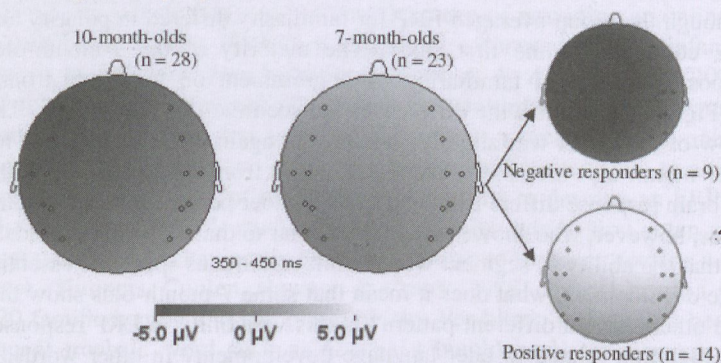 10-month-olds
(n = 28)
7-month-olds
(n = 23)
Negative responders (n = 9)
350 - 450 ms
-5.0 µV
0 µV
5.0 µV
Positive responders (n = 14)